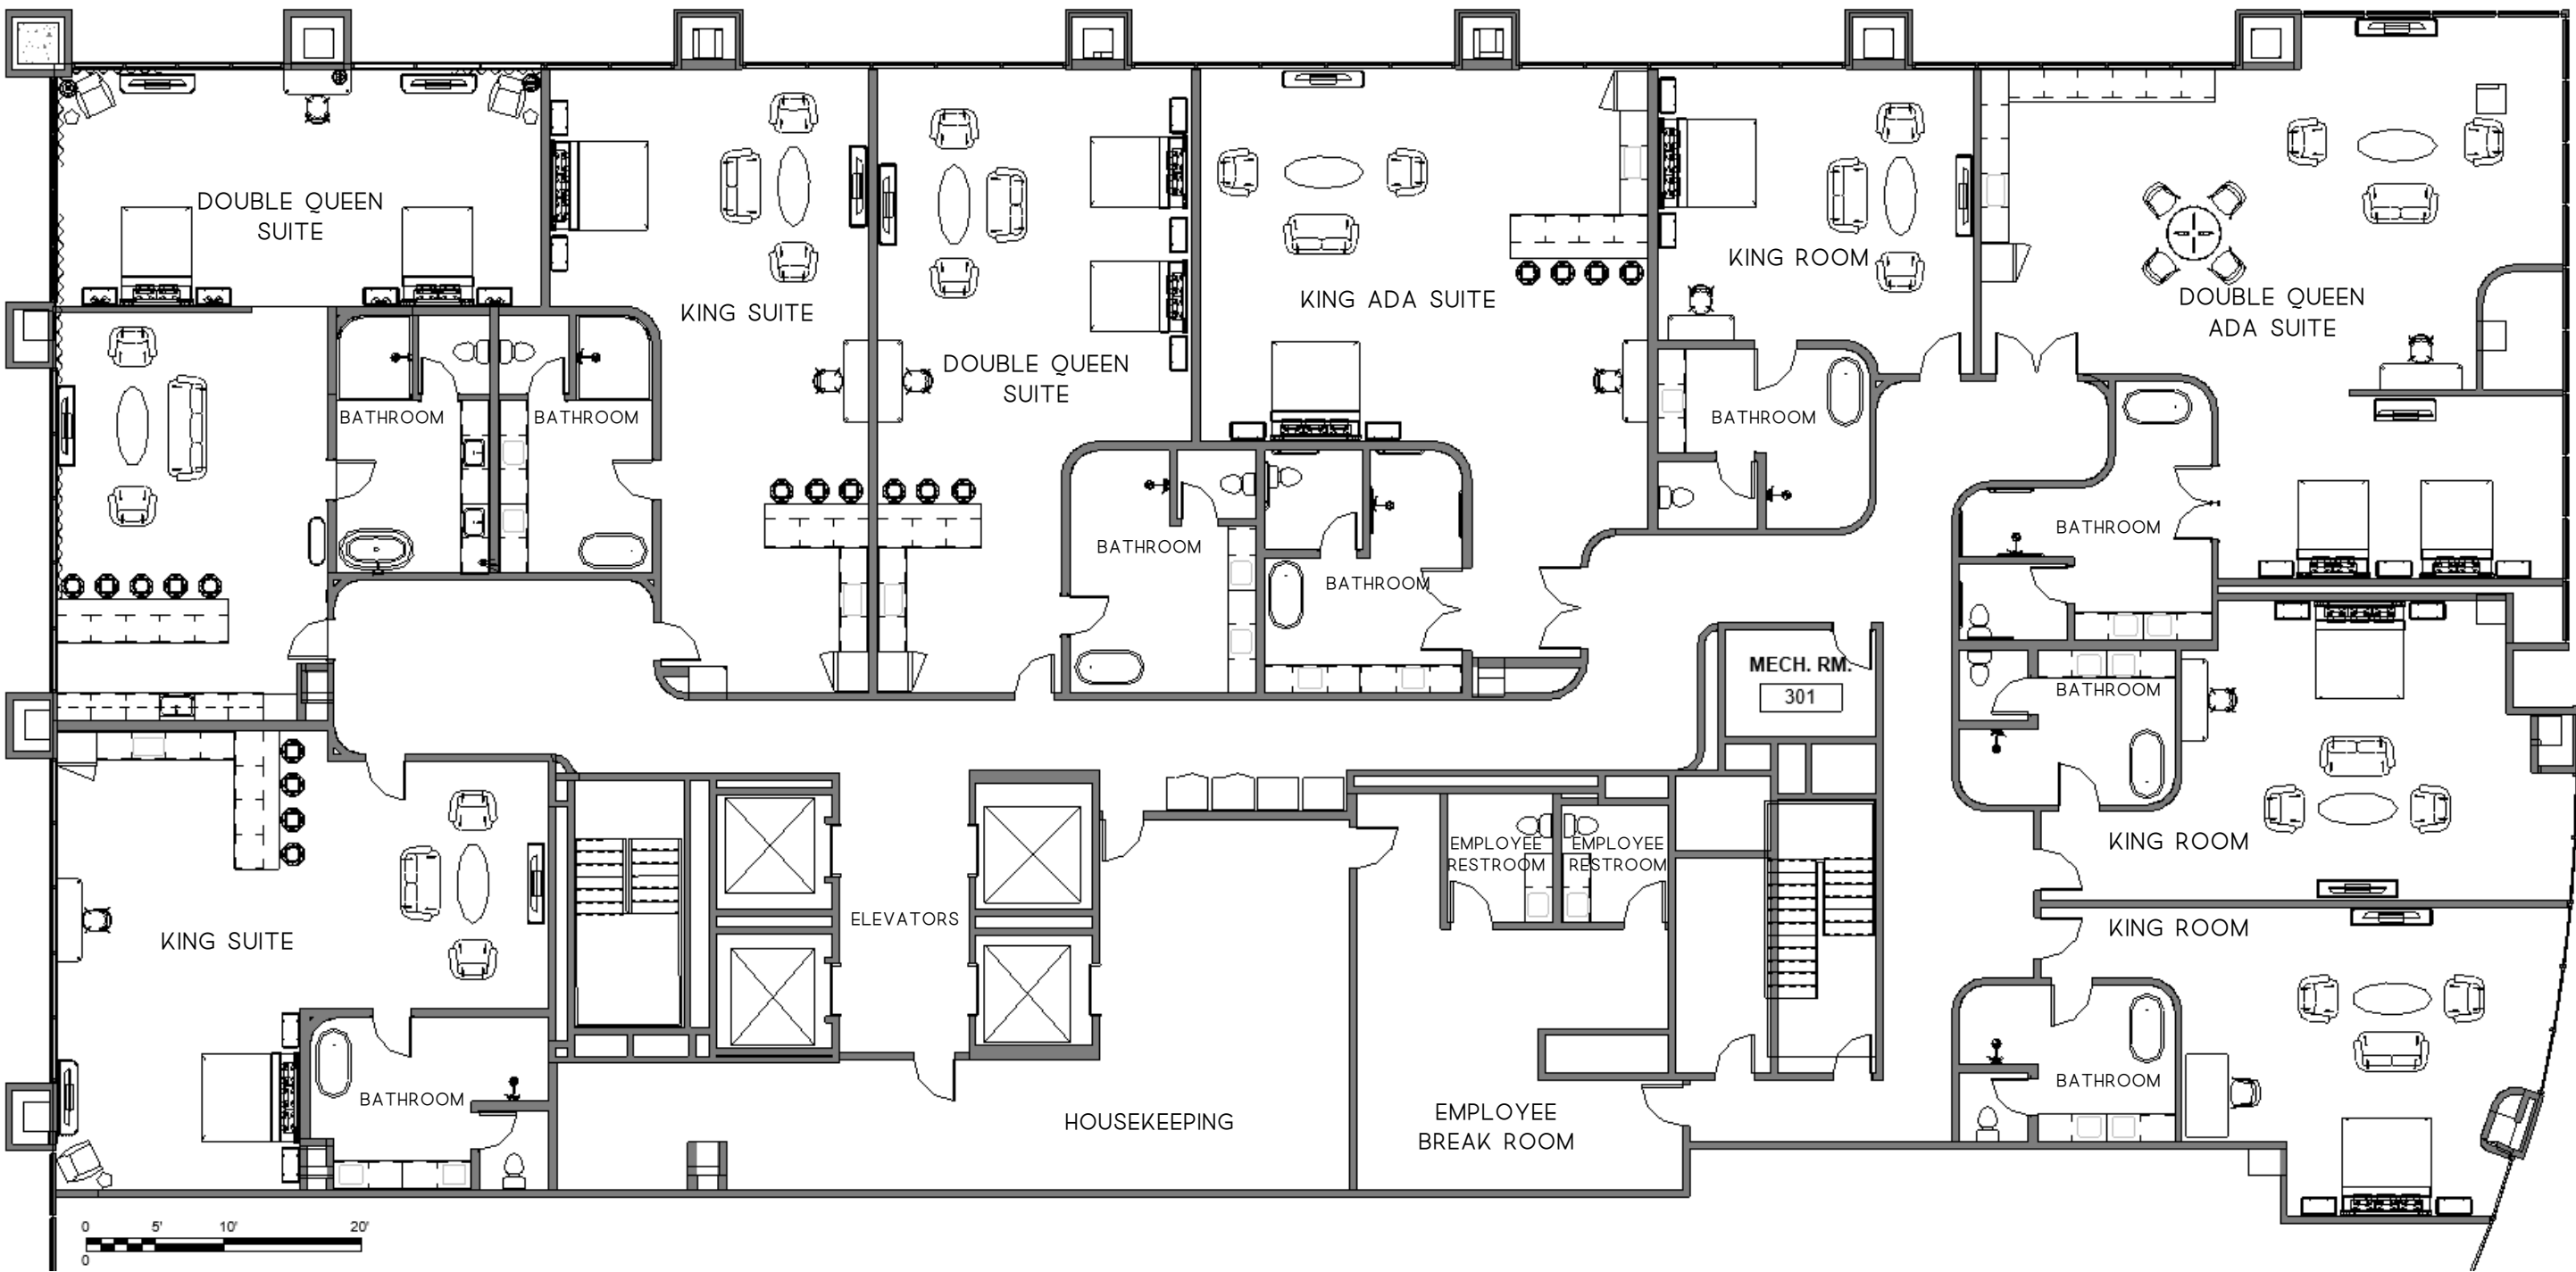 DOUBLE QUEEN
SUITE
KING SUITE
DOUBLE QUEEN
SUITE
KING ADA SUITE
KING ROOM
DOUBLE QUEEN
ADA SUITE
BATHROOM
BATHROOM
BATHROOM
BATHROOM
BATHROOM
BATHROOM
MECH. RM.
301
BATHROOM
KING ROOM
EMPLOYEE
RESTROOM
EMPLOYEE
RESTROOM
ELEVATORS
KING SUITE
KING ROOM
BATHROOM
BATHROOM
HOUSEKEEPING
EMPLOYEE
BREAK ROOM
0 5' 10' 20'
0